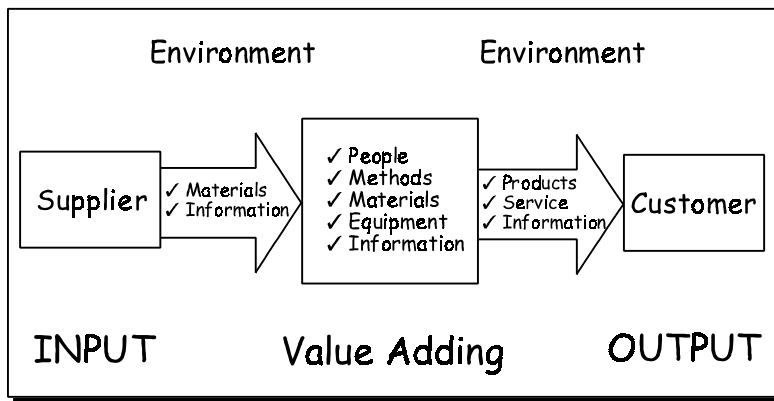 Environment
Environment
Supplier
✓ Materials
✓ Information
✓ People
✓ Methods
✓ Materials
✓ Equipment
✓ Information
✓ Products
✓ Service
✓ Information
Customer
INPUT
Value Adding
OUTPUT